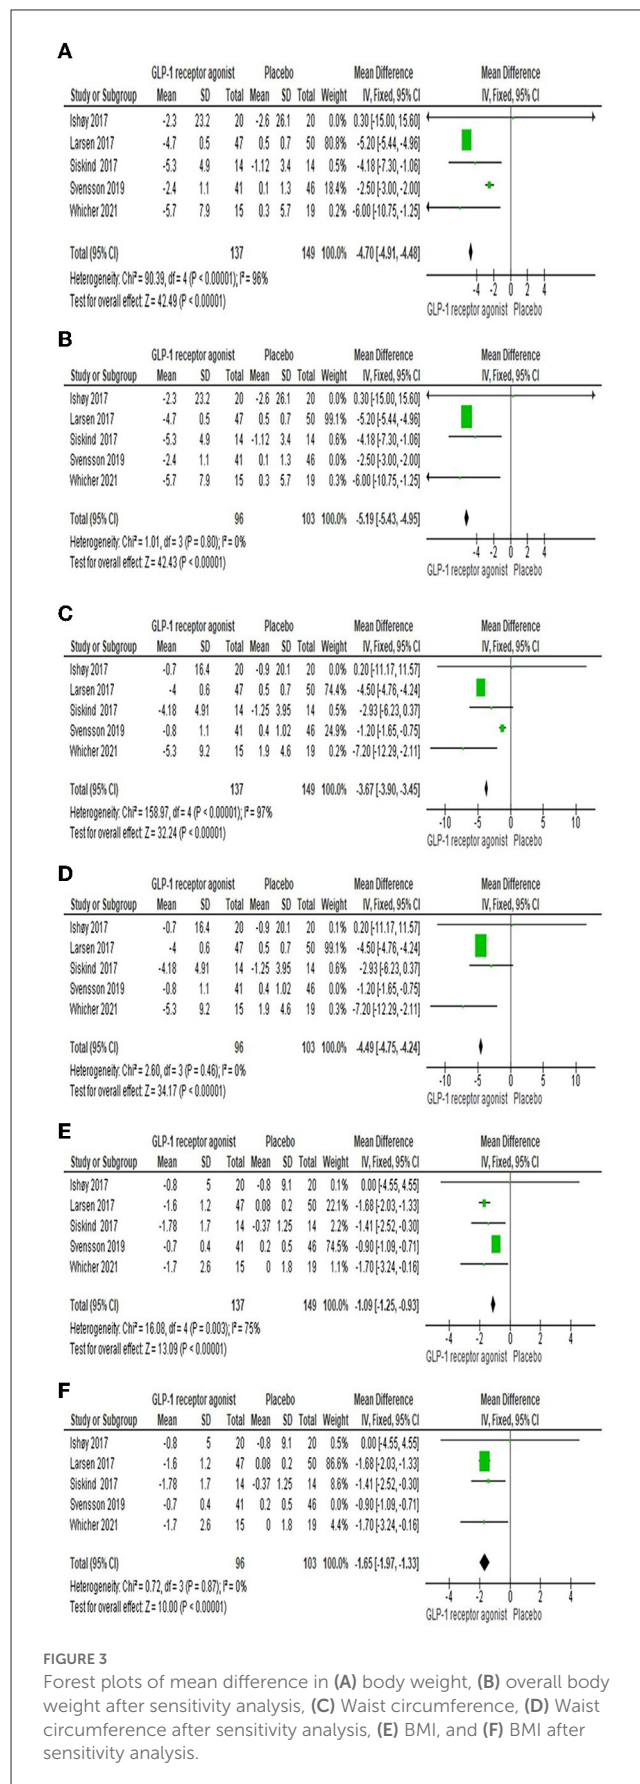 A
GLP-1 receptor agonist Placebo Mean Difference Mean Difference
Study or Subgroup Mean SD Total Mean SD Total Weight IV, Fixed, 95% CI IV, Fixed, 95% CI
Ishøy 2017 -2.3 23.2 20 -2.6 26.1 20 0.0% 0.30 [-15.00, 15.60]
Larsen 2017 -4.7 0.5 47 0.5 0.7 50 80.8% -5.20 [-5.44, -4.96]
Siskind 2017 -5.3 4.9 14 -1.12 3.4 14 0.5% -4.18 [-7.30, -1.06]
Svensson 2019 -2.4 1.1 41 0.1 1.3 46 18.4% -2.50 [-3.00, -2.00]
Whicher 2021 -5.7 7.9 15 0.3 5.7 19 0.2% -6.00 [-10.75, -1.25]
Total (95% CI) 137 149 100.0% -4.70 [-4.91, -4.48]
Heterogeneity: Chi² = 90.39, df = 4 (P < 0.00001); I² = 96%
Test for overall effect: Z = 42.49 (P < 0.00001)
-4 -2 0 2 4
GLP-1 receptor agonist Placebo
B
GLP-1 receptor agonist Placebo Mean Difference Mean Difference
Study or Subgroup Mean SD Total Mean SD Total Weight IV, Fixed, 95% CI IV, Fixed, 95% CI
Ishøy 2017 -2.3 23.2 20 -2.6 26.1 20 0.0% 0.30 [-15.00, 15.60]
Larsen 2017 -4.7 0.5 47 0.5 0.7 50 99.1% -5.20 [-5.44, -4.96]
Siskind 2017 -5.3 4.9 14 -1.12 3.4 14 0.6% -4.18 [-7.30, -1.06]
Svensson 2019 -2.4 1.1 41 0.1 1.3 46 0.0% -2.50 [-3.00, -2.00]
Whicher 2021 -5.7 7.9 15 0.3 5.7 19 0.3% -6.00 [-10.75, -1.25]
Total (95% CI) 96 103 100.0% -5.19 [-5.43, -4.95]
Heterogeneity: Chi² = 1.01, df = 3 (P = 0.80); I² = 0%
Test for overall effect: Z = 42.43 (P < 0.00001)
-4 -2 0 2 4
GLP-1 receptor agonist Placebo
C
GLP-1 receptor agonist Placebo Mean Difference Mean Difference
Study or Subgroup Mean SD Total Mean SD Total Weight IV, Fixed, 95% CI IV, Fixed, 95% CI
Ishøy 2017 -0.7 16.4 20 -0.9 20.1 20 0.0% 0.20 [-11.17, 11.57]
Larsen 2017 -4 0.6 47 0.5 0.7 50 74.4% -4.50 [-4.76, -4.24]
Siskind 2017 -4.18 4.91 14 -1.25 3.95 14 0.5% -2.93 [-6.23, 0.37]
Svensson 2019 -0.8 1.1 41 0.4 1.02 46 24.9% -1.20 [-1.65, -0.75]
Whicher 2021 -5.3 9.2 15 1.9 4.6 19 0.2% -7.20 [-12.29, -2.11]
Total (95% CI) 137 149 100.0% -3.67 [-3.90, -3.45]
Heterogeneity: Chi² = 158.97, df = 4 (P < 0.00001); I² = 97%
Test for overall effect: Z = 32.24 (P < 0.00001)
-10 -5 0 5 10
GLP-1 receptor agonist Placebo
D
GLP-1 receptor agonist Placebo Mean Difference Mean Difference
Study or Subgroup Mean SD Total Mean SD Total Weight IV, Fixed, 95% CI IV, Fixed, 95% CI
Ishøy 2017 -0.7 16.4 20 -0.9 20.1 20 0.1% 0.20 [-11.17, 11.57]
Larsen 2017 -4 0.6 47 0.5 0.7 50 99.1% -4.50 [-4.76, -4.24]
Siskind 2017 -4.18 4.91 14 -1.25 3.95 14 0.6% -2.93 [-6.23, 0.37]
Svensson 2019 -0.8 1.1 41 0.4 1.02 46 0.0% -1.20 [-1.65, -0.75]
Whicher 2021 -5.3 9.2 15 1.9 4.6 19 0.3% -7.20 [-12.29, -2.11]
Total (95% CI) 96 103 100.0% -4.49 [-4.75, -4.24]
Heterogeneity: Chi² = 2.60, df = 3 (P = 0.46); I² = 0%
Test for overall effect: Z = 34.17 (P < 0.00001)
-10 -5 0 5 10
GLP-1 receptor agonist Placebo
E
GLP-1 receptor agonist Placebo Mean Difference Mean Difference
Study or Subgroup Mean SD Total Mean SD Total Weight IV, Fixed, 95% CI IV, Fixed, 95% CI
Ishøy 2017 -0.8 5 20 -0.8 9.1 20 0.1% 0.00 [-4.55, 4.55]
Larsen 2017 -1.6 1.2 47 0.08 0.2 50 22.1% -1.68 [-2.03, -1.33]
Siskind 2017 -1.78 1.7 14 -0.37 1.25 14 2.2% -1.41 [-2.52, -0.30]
Svensson 2019 -0.7 0.4 41 0.2 0.5 46 74.5% -0.90 [-1.09, -0.71]
Whicher 2021 -1.7 2.6 15 0 1.8 19 1.1% -1.70 [-3.24, -0.16]
Total (95% CI) 137 149 100.0% -1.09 [-1.25, -0.93]
Heterogeneity: Chi² = 16.08, df = 4 (P = 0.003); I² = 75%
Test for overall effect: Z = 13.09 (P < 0.00001)
-4 -2 0 2 4
GLP-1 receptor agonist Placebo
F
GLP-1 receptor agonist Placebo Mean Difference Mean Difference
Study or Subgroup Mean SD Total Mean SD Total Weight IV, Fixed, 95% CI IV, Fixed, 95% CI
Ishøy 2017 -0.8 5 20 -0.8 9.1 20 0.5% 0.00 [-4.55, 4.55]
Larsen 2017 -1.6 1.2 47 0.08 0.2 50 86.6% -1.68 [-2.03, -1.33]
Siskind 2017 -1.78 1.7 14 -0.37 1.25 14 8.6% -1.41 [-2.52, -0.30]
Svensson 2019 -0.7 0.4 41 0.2 0.5 46 0.0% -0.90 [-1.09, -0.71]
Whicher 2021 -1.7 2.6 15 0 1.8 19 4.4% -1.70 [-3.24, -0.16]
Total (95% CI) 96 103 100.0% -1.65 [-1.97, -1.33]
Heterogeneity: Chi² = 0.72, df = 3 (P = 0.87); I² = 0%
Test for overall effect: Z = 10.00 (P < 0.00001)
-4 -2 0 2 4
GLP-1 receptor agonist Placebo
FIGURE 3
Forest plots of mean difference in (A) body weight, (B) overall body
weight after sensitivity analysis, (C) Waist circumference, (D) Waist
circumference after sensitivity analysis, (E) BMI, and (F) BMI after
sensitivity analysis.